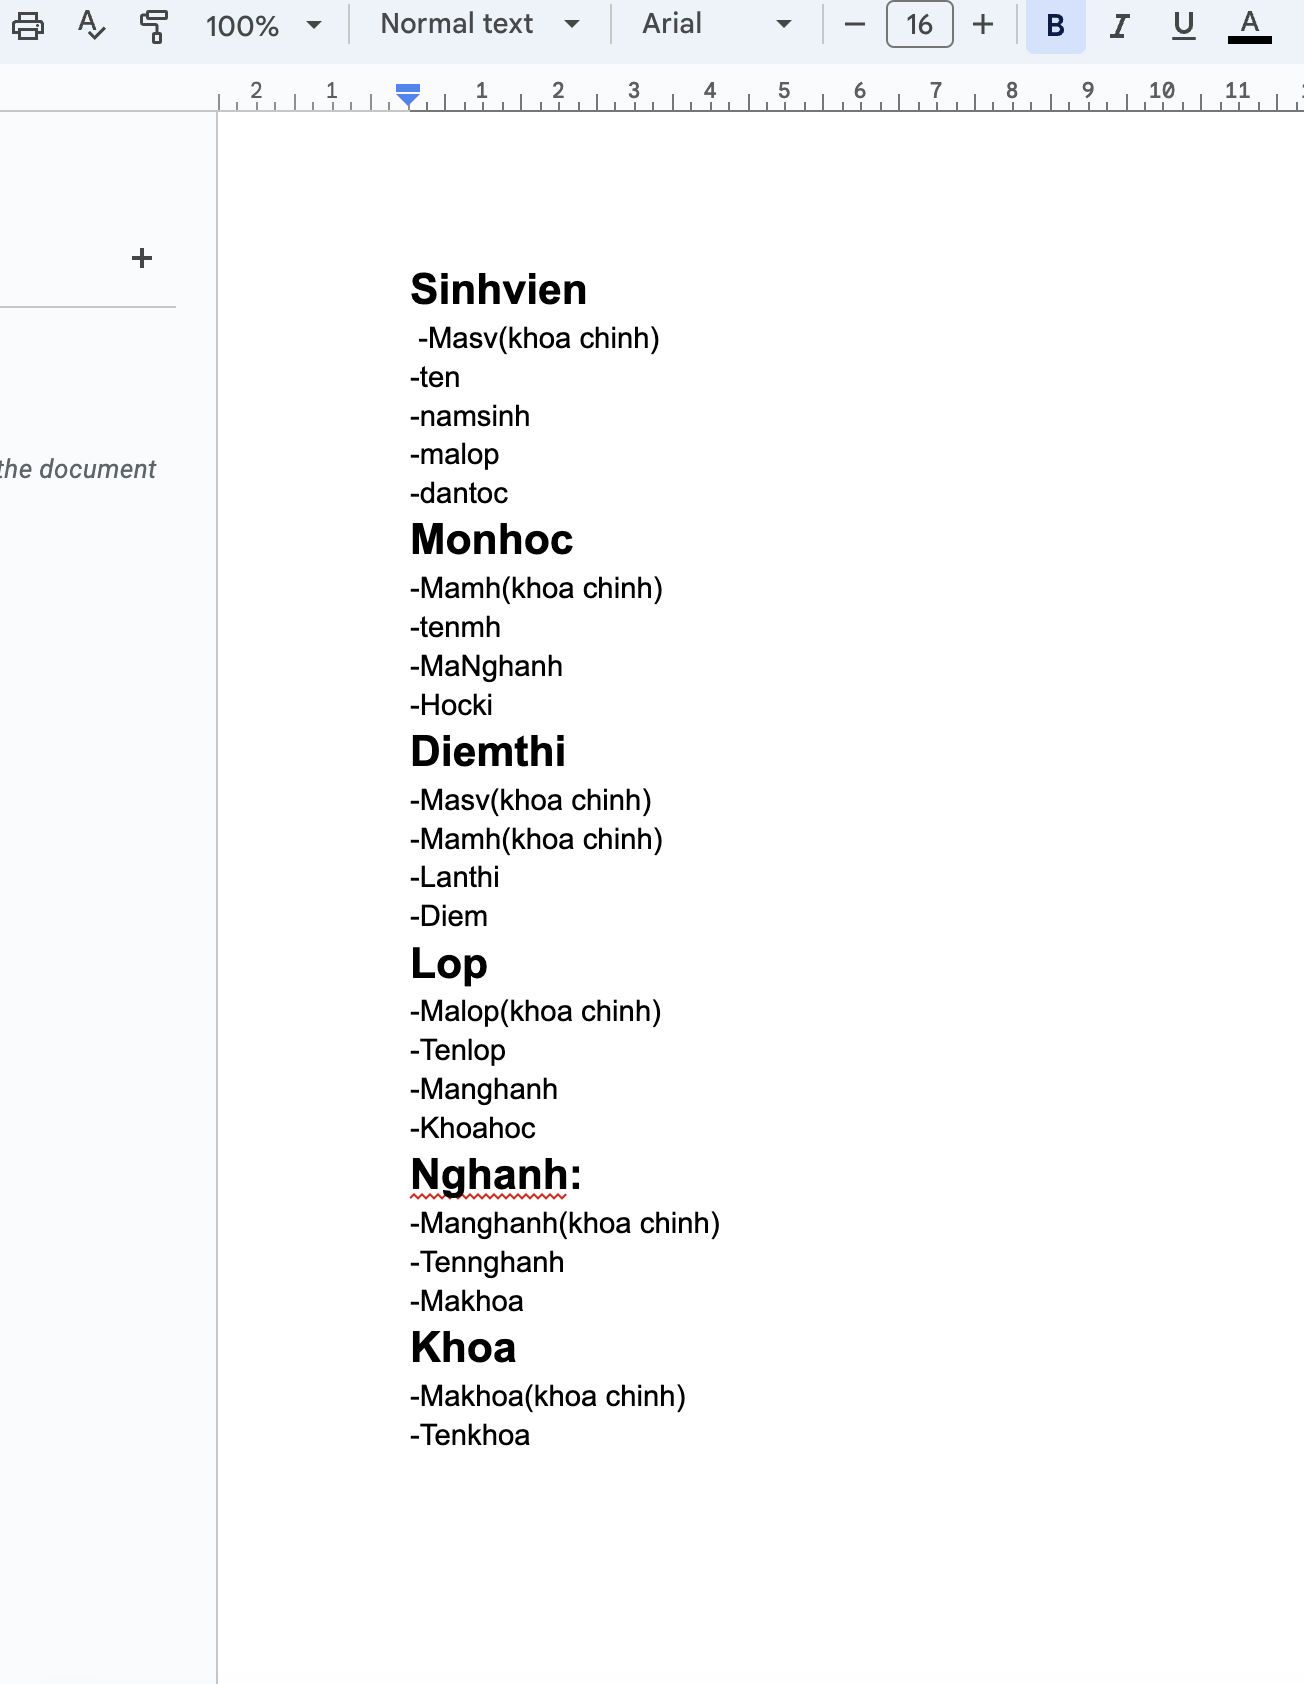 100% Normal text Arial 16 B I U A
2 1 1 2 3 4 5 6 7 8 9 10 11
the document
Sinhvien
-Masv(khoa chinh)
-ten
-namsinh
-malop
-dantoc
Monhoc
-Mamh(khoa chinh)
-tenmh
-MaNghanh
-Hocki
Diemthi
-Masv(khoa chinh)
-Mamh(khoa chinh)
-Lanthi
-Diem
Lop
-Malop(khoa chinh)
-Tenlop
-Manghanh
-Khoahoc
Nghanh:
-Manghanh(khoa chinh)
-Tennghanh
-Makhoa
Khoa
-Makhoa(khoa chinh)
-Tenkhoa